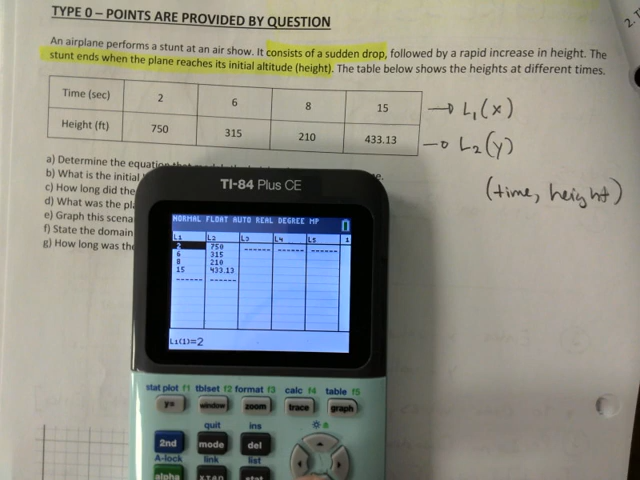 TYPE 0 – POINTS ARE PROVIDED BY QUESTION
An airplane performs a stunt at an air show. It consists of a sudden drop, followed by a rapid increase in height. The
stunt ends when the plane reaches its initial altitude (height). The table below shows the heights at different times.
Time (sec) 2 6 8 15 → L₁(x)
Height (ft) 750 315 210 433.13 → L₂(y)
(time, height)
a) Determine the equation
b) What is the initial
c) How long did the
d) What was the
e) Graph this
f) State the domain
g) How long was the
TI-84 Plus CE
NORMAL FLOAT AUTO REAL DEGREE MP
L1 L2 L3 L4 L5 1
2 750
6 315
8 210
15 433.13
L1(1)=2
stat plot f1 tblset f2 format f3 calc f4 table f5
y= window zoom trace graph
quit ins
2nd mode del
A-lock link list
alpha stat